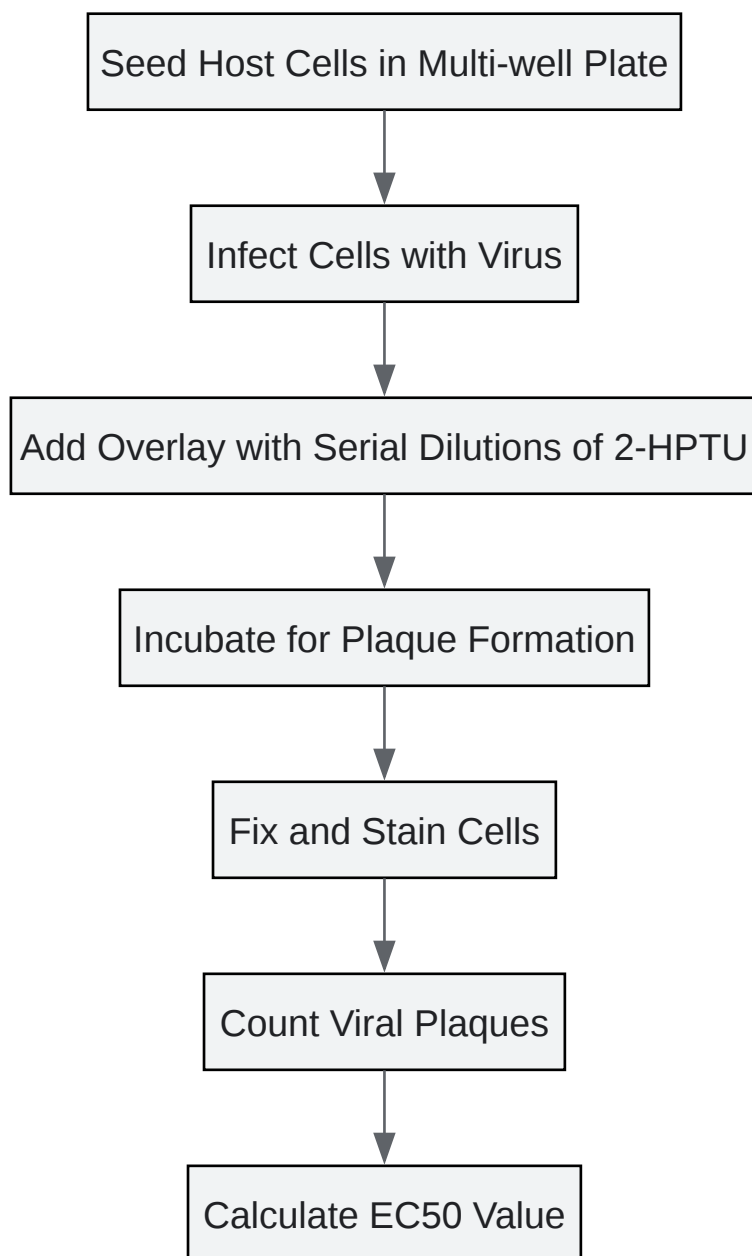 Seed Host Cells in Multi-well Plate
Infect Cells with Virus
Add Overlay with Serial Dilutions of 2-HPTU
Incubate for Plaque Formation
Fix and Stain Cells
Count Viral Plaques
Calculate EC50 Value